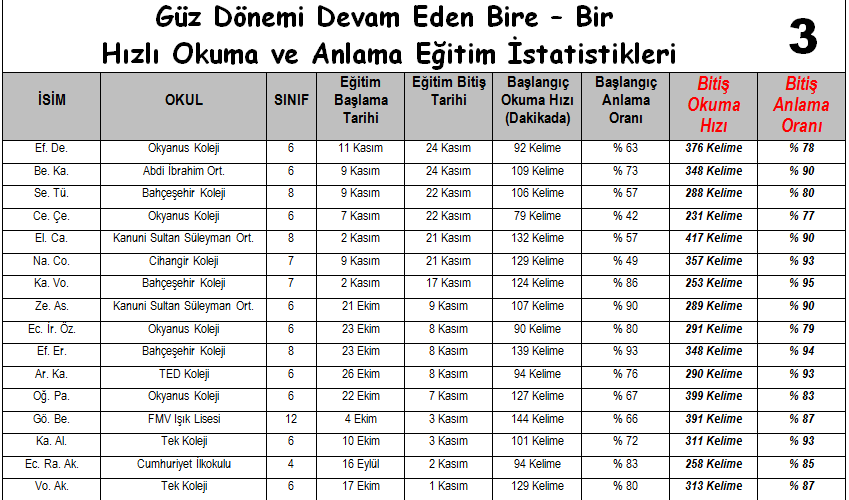 Güz Dönemi Devam Eden Bire – Bir
Hızlı Okuma ve Anlama Eğitim İstatistikleri
3
İSİM OKUL SINIF Eğitim Başlama Tarihi Eğitim Bitiş Tarihi Başlangıç Okuma Hızı (Dakikada) Başlangıç Anlama Oranı Bitiş Okuma Hızı Bitiş Anlama Oranı
Ef. De. Okyanus Koleji 6 11 Kasım 24 Kasım 92 Kelime % 63 376 Kelime % 78
Be. Ka. Abdi İbrahim Ort. 6 9 Kasım 24 Kasım 109 Kelime % 73 348 Kelime % 90
Se. Tü. Bahçeşehir Koleji 8 9 Kasım 22 Kasım 106 Kelime % 57 288 Kelime % 80
Ce. Çe. Okyanus Koleji 6 7 Kasım 22 Kasım 79 Kelime % 42 231 Kelime % 77
El. Ca. Kanuni Sultan Süleyman Ort. 8 2 Kasım 21 Kasım 132 Kelime % 57 417 Kelime % 90
Na. Co. Cihangir Koleji 7 9 Kasım 21 Kasım 129 Kelime % 49 357 Kelime % 93
Ka. Vo. Bahçeşehir Koleji 7 2 Kasım 17 Kasım 124 Kelime % 86 253 Kelime % 95
Ze. As. Kanuni Sultan Süleyman Ort. 6 21 Ekim 9 Kasım 107 Kelime % 90 289 Kelime % 90
Ec. İr. Öz. Okyanus Koleji 6 23 Ekim 8 Kasım 90 Kelime % 80 291 Kelime % 79
Ef. Er. Bahçeşehir Koleji 8 23 Ekim 8 Kasım 139 Kelime % 93 348 Kelime % 94
Ar. Ka. TED Koleji 6 26 Ekim 8 Kasım 94 Kelime % 76 290 Kelime % 93
Oğ. Pa. Okyanus Koleji 6 22 Ekim 7 Kasım 127 Kelime % 67 399 Kelime % 83
Gö. Be. FMV Işık Lisesi 12 4 Ekim 3 Kasım 144 Kelime % 66 391 Kelime % 87
Ka. Al. Tek Koleji 6 10 Ekim 3 Kasım 101 Kelime % 72 311 Kelime % 93
Ec. Ra. Ak. Cumhuriyet İlkokulu 4 16 Eylül 2 Kasım 94 Kelime % 83 258 Kelime % 85
Vo. Ak. Tek Koleji 6 17 Ekim 1 Kasım 129 Kelime % 80 313 Kelime % 87